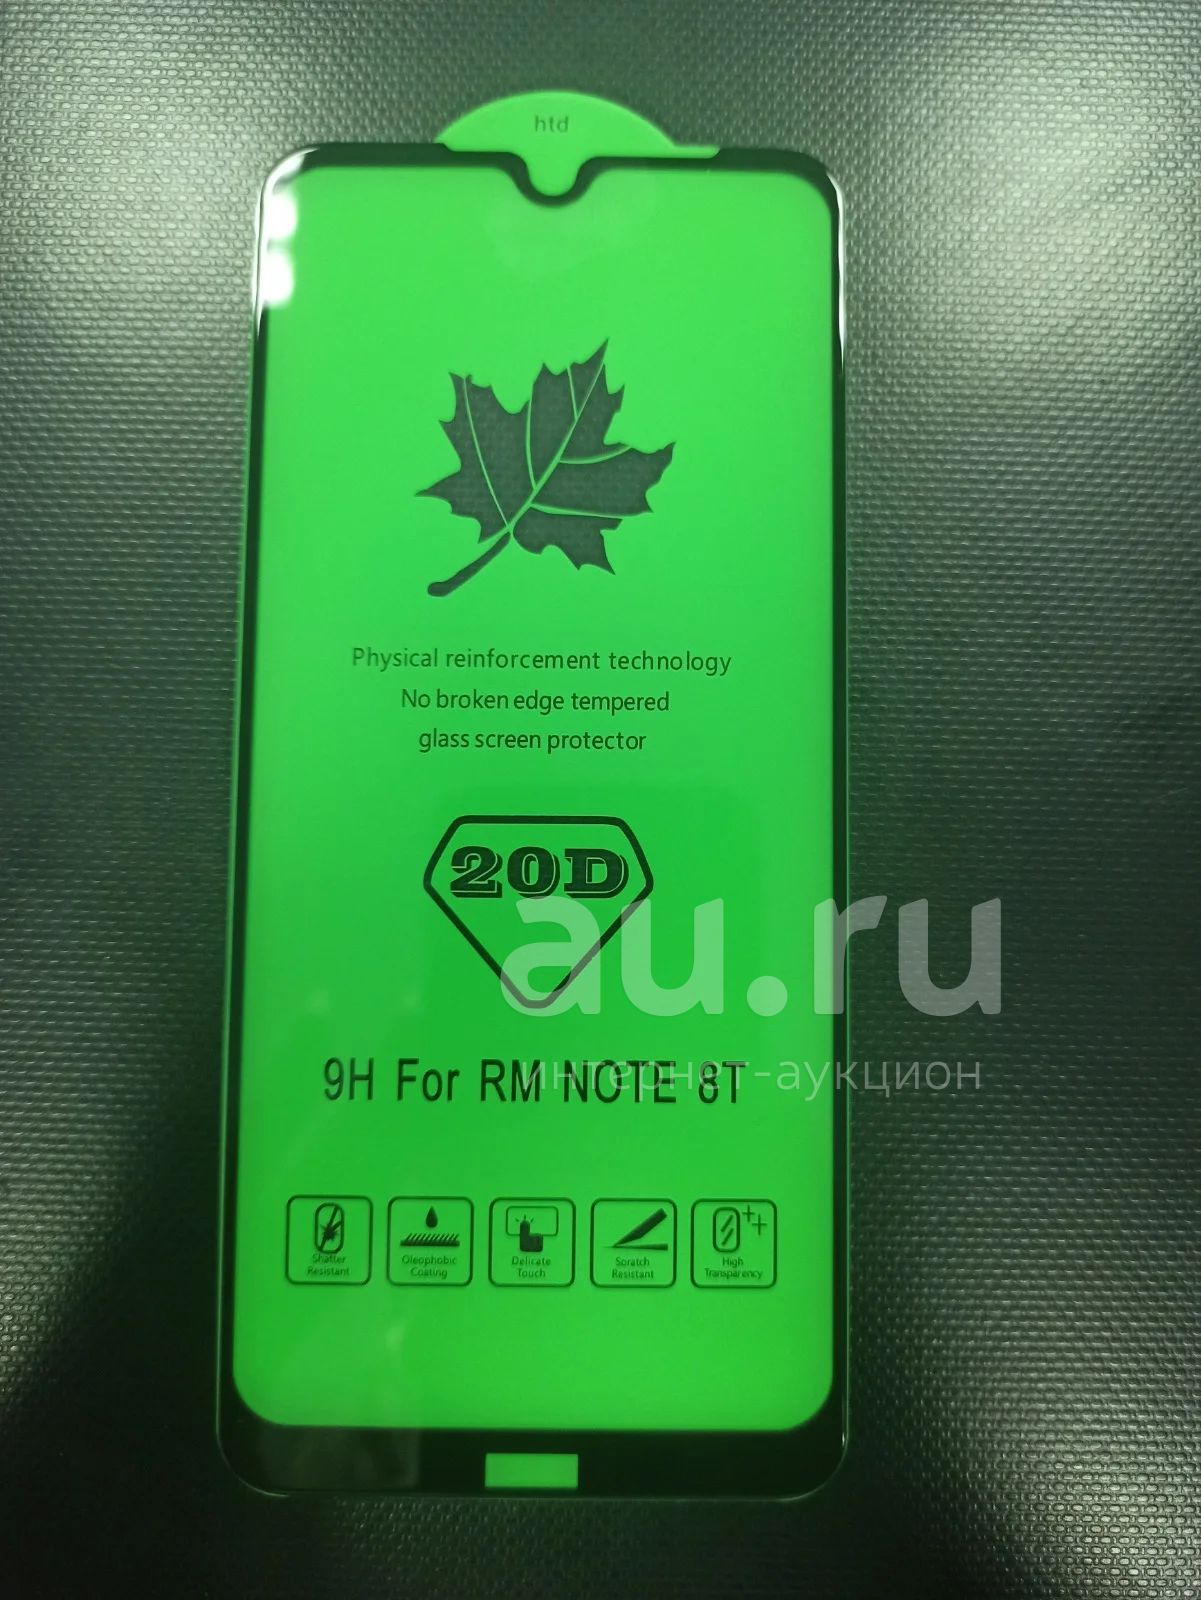 htd
Physical reinforcement technology
No broken edge tempered
glass screen protector
20D
au.ru
интернет-аукцион
9H For RM NOTE 8T
Shatter
Resistant
Oleophobic
Coating
Delicate
Touch
Scratch
Resistant
High
Transparency